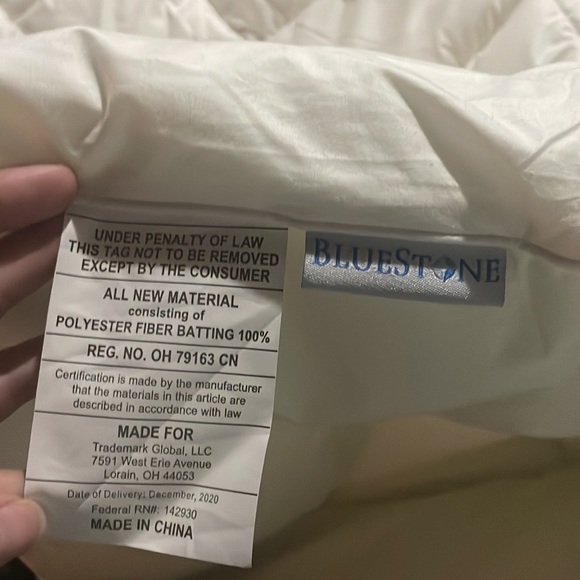 UNDER PENALTY OF LAW
THIS TAG NOT TO BE REMOVED
EXCEPT BY THE CONSUMER
ALL NEW MATERIAL
consisting of
POLYESTER FIBER BATTING 100%
REG. NO. OH 79163 CN
Certification is made by the manufacturer
that the materials in this article are
described in accordance with law
MADE FOR
Trademark Global, LLC
7591 West Erie Avenue
Lorain, OH 44053
Date of Delivery: December, 2020
Federal RN#: 142930
MADE IN CHINA
BLUESTONE